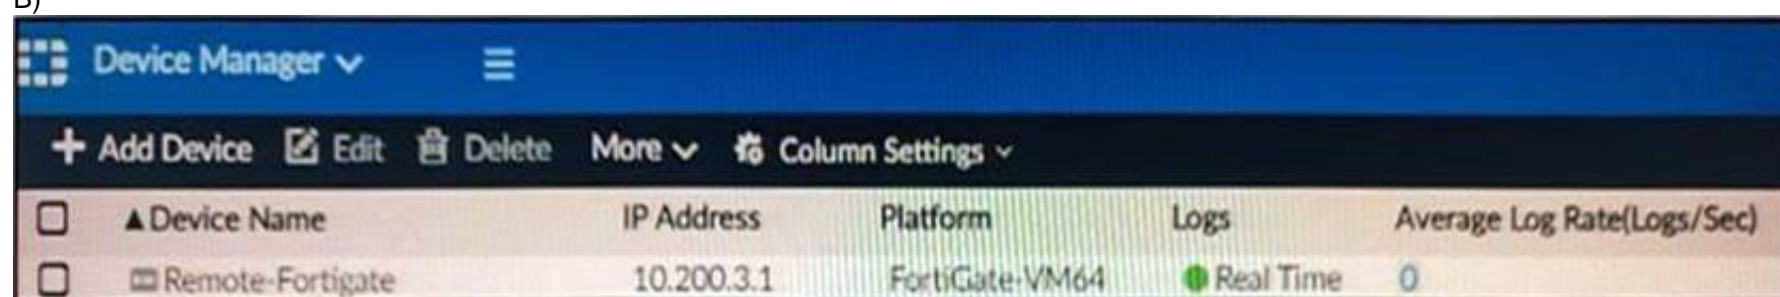 B)
Device Manager
+ Add Device Edit Delete More Column Settings
Device Name IP Address Platform Logs Average Log Rate(Logs/Sec)
Remote-Fortigate 10.200.3.1 FortiGate-VM64 Real Time 0